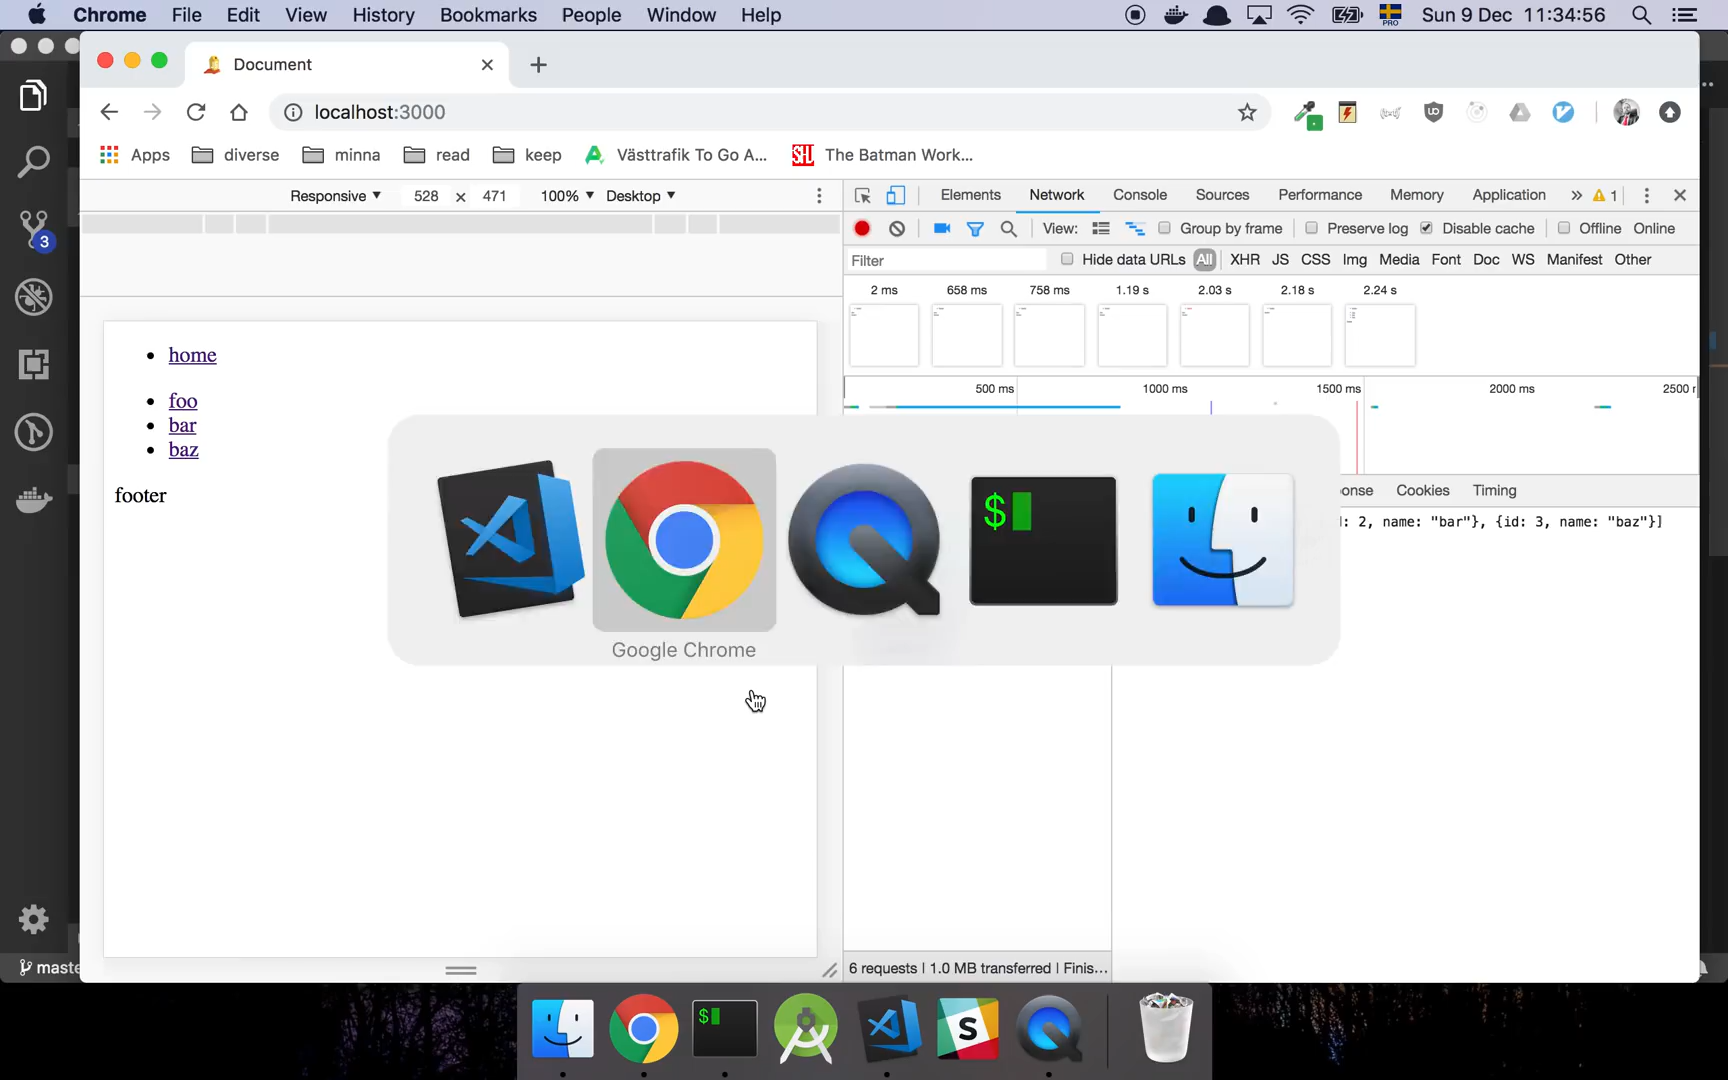 Chrome File Edit View History Bookmarks People Window Help
PRO
Sun 9 Dec 11:34:56
Document
localhost:3000
Apps diverse minna read keep Västtrafik To Go A... The Batman Work...
Responsive 528 x 471 100% Desktop
Elements Network Console Sources Performance Memory Application » 1
View: Group by frame Preserve log Disable cache Offline Online
Filter Hide data URLs All XHR JS CSS Img Media Font Doc WS Manifest Other
2 ms 658 ms 758 ms 1.19 s 2.03 s 2.18 s 2.24 s
500 ms 1000 ms 1500 ms 2000 ms 2500 r
home
foo
bar
baz
footer
3
onse Cookies Timing
: 2, name: "bar"}, {id: 3, name: "baz"}]
$
Google Chrome
6 requests | 1.0 MB transferred | Finis...
maste
$
S